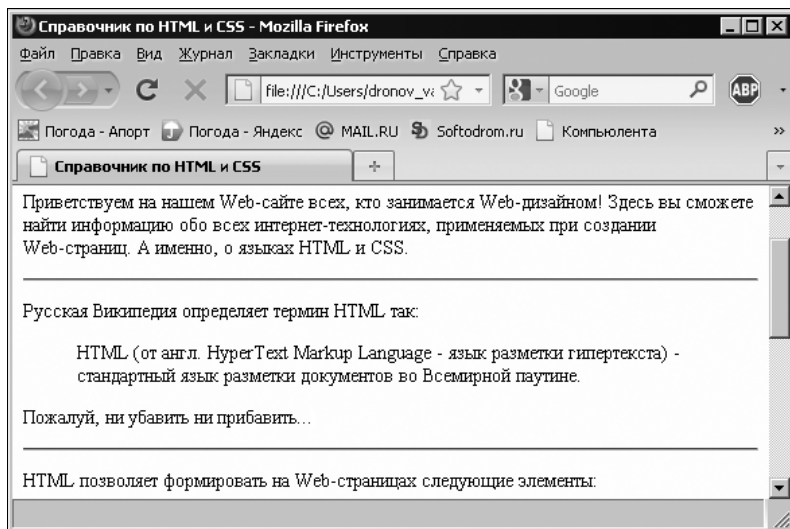 Справочник по HTML и CSS - Mozilla Firefox
Файл Правка Вид Журнал Закладки Инструменты Справка
file:///C:/Users/dronov_va Google ABP
Погода - Апорт Погода - Яндекс MAIL.RU Softodrom.ru Компьюлента »
Справочник по HTML и CSS
Приветствуем на нашем Web-сайте всех, кто занимается Web-дизайном! Здесь вы сможете
найти информацию обо всех интернет-технологиях, применяемых при создании
Web-страниц. А именно, о языках HTML и CSS.
Русская Википедия определяет термин HTML так:
HTML (от англ. HyperText Markup Language - язык разметки гипертекста) -
стандартный язык разметки документов во Всемирной паутине.
Пожалуй, ни убавить ни прибавить...
HTML позволяет формировать на Web-страницах следующие элементы: